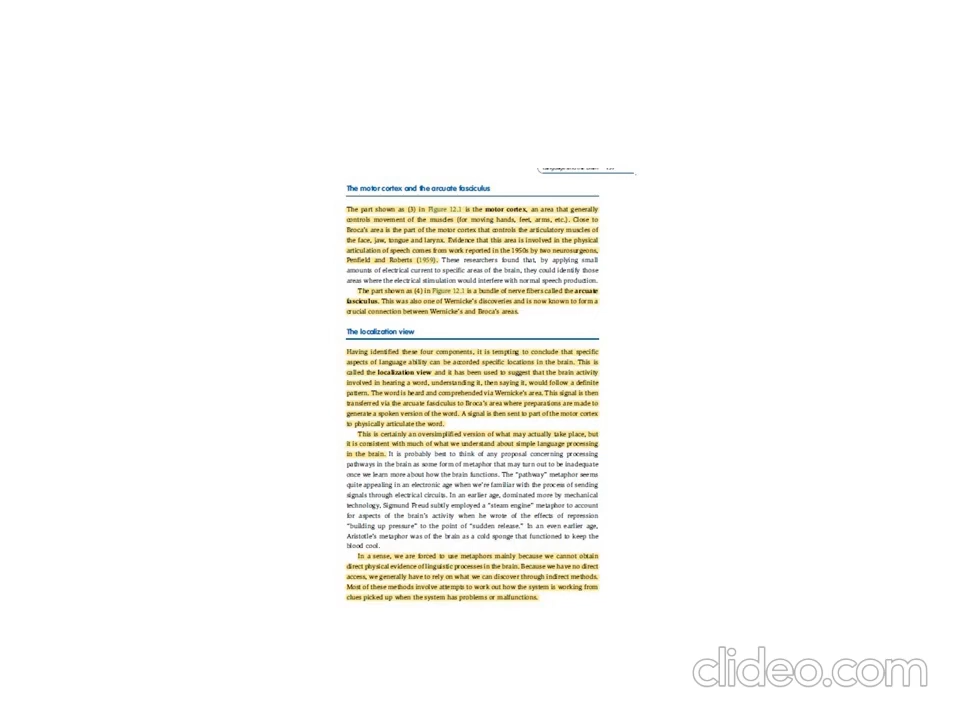 The motor cortex and the arcuate fasciculus
The part shown as (3) in Figure 12.1 is the motor cortex, an area that generally
controls movement of the muscles (for moving hands, feet, arms, etc.). Close to
Broca's area is the part of the motor cortex that controls the articulatory muscles of
the face, jaw, tongue and larynx. Evidence that this area is involved in the physical
articulation of speech comes from work reported in the 1950s by two neurosurgeons,
Penfield and Roberts (1959). These researchers found that, by applying small
amounts of electrical current to specific areas of the brain, they could identify those
areas where the electrical stimulation would interfere with normal speech production.
The part shown as (4) in Figure 12.1 is a bundle of nerve fibers called the arcuate
fasciculus. This was also one of Wernicke's discoveries and is now known to form a
crucial connection between Wernicke's and Broca's areas.
The localization view
Having identified these four components, it is tempting to conclude that specific
aspects of language ability can be accorded specific locations in the brain. This is
called the localization view and it has been used to suggest that the brain activity
involved in hearing a word, understanding it, then saying it, would follow a definite
pattern. The word is heard and comprehended via Wernicke's area. This signal is then
transferred via the arcuate fasciculus to Broca's area where preparations are made to
generate a spoken version of the word. A signal is then sent to part of the motor cortex
to physically articulate the word.
This is certainly an oversimplified version of what may actually take place, but
it is consistent with much of what we understand about simple language processing
in the brain. It is probably best to think of any proposal concerning processing
pathways in the brain as some form of metaphor that may turn out to be inadequate
once we learn more about how the brain functions. The "pathway" metaphor seems
quite appealing in an electronic age when we're familiar with the process of sending
signals through electrical circuits. In an earlier age, dominated more by mechanical
technology, Sigmund Freud subtly employed a "steam engine" metaphor to account
for aspects of the brain's activity when he wrote of the effects of repression
"building up pressure" to the point of "sudden release." In an even earlier age,
Aristotle's metaphor was of the brain as a cold sponge that functioned to keep the
blood cool.
In a sense, we are forced to use metaphors mainly because we cannot obtain
direct physical evidence of linguistic processes in the brain. Because we have no direct
access, we generally have to rely on what we can discover through indirect methods.
Most of these methods involve attempts to work out how the system is working from
clues picked up when the system has problems or malfunctions.
clideo.com